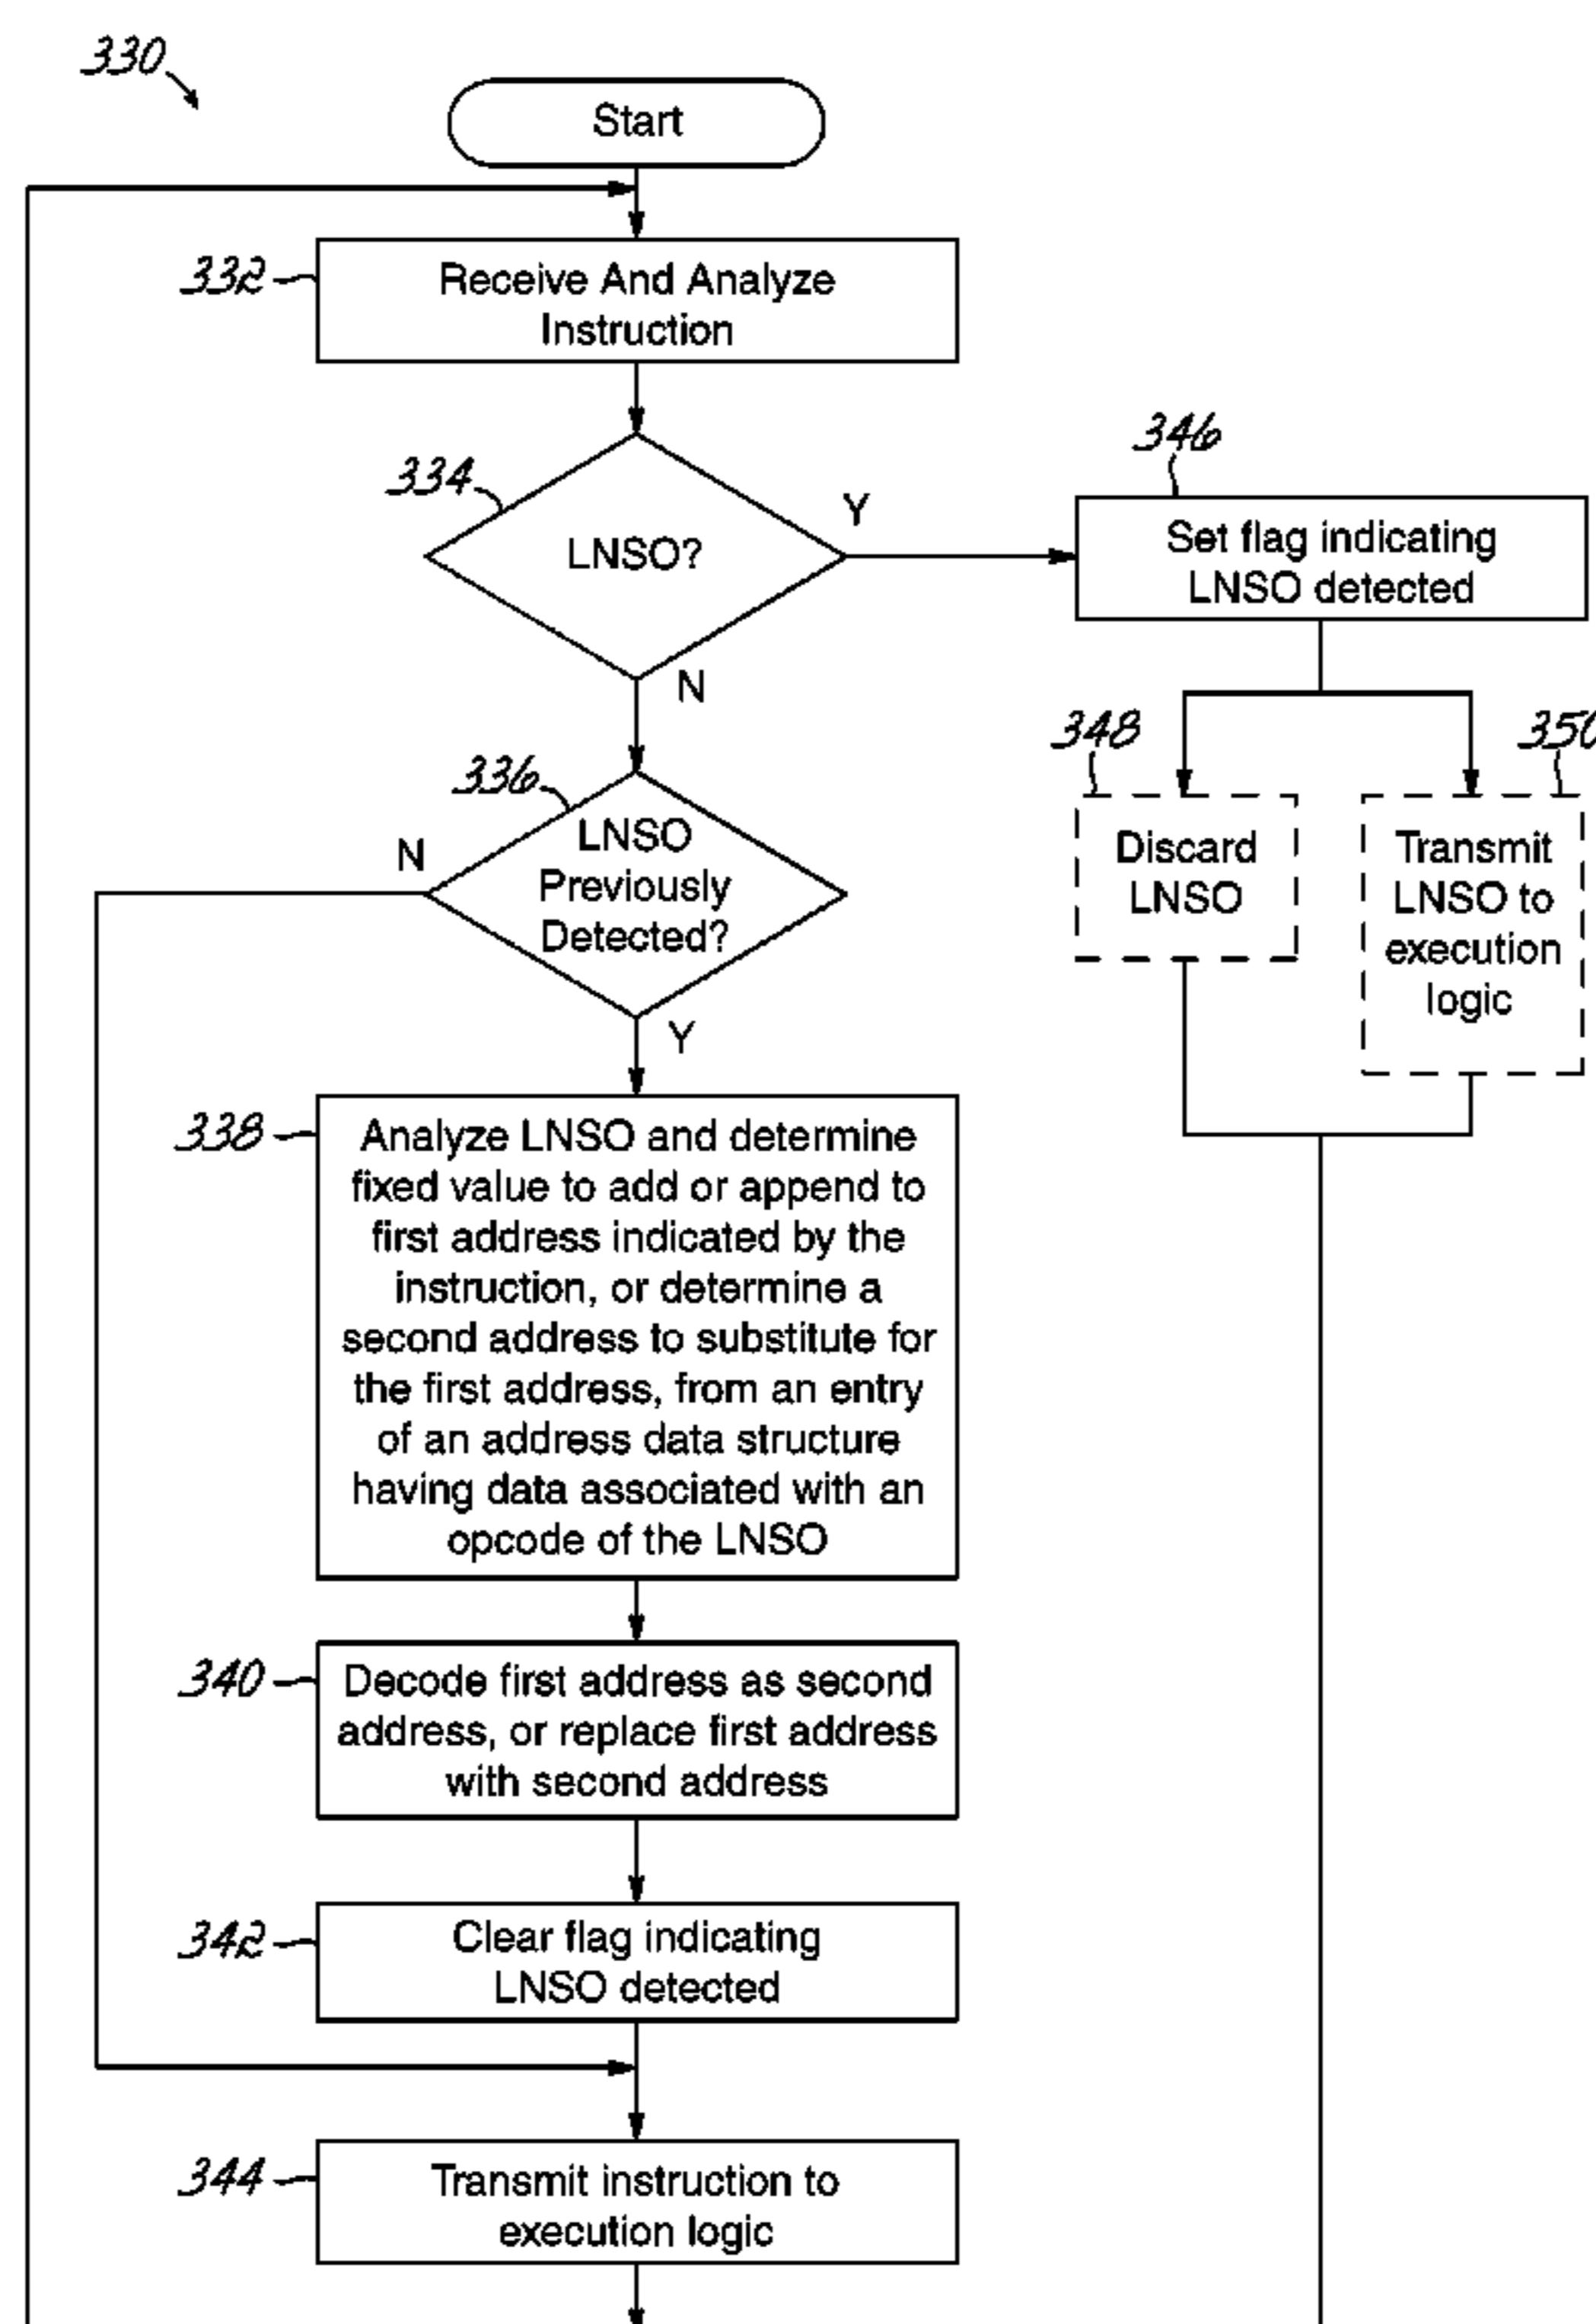 330
Start
332
Receive And Analyze
Instruction
334
LNSO?
Y
N
346
Set flag indicating
LNSO detected
336
LNSO
Previously
Detected?
N
Y
348
Discard
LNSO
350
Transmit
LNSO to
execution
logic
338
Analyze LNSO and determine
fixed value to add or append to
first address indicated by the
instruction, or determine a
second address to substitute for
the first address, from an entry
of an address data structure
having data associated with an
opcode of the LNSO
340
Decode first address as second
address, or replace first address
with second address
342
Clear flag indicating
LNSO detected
344
Transmit instruction to
execution logic